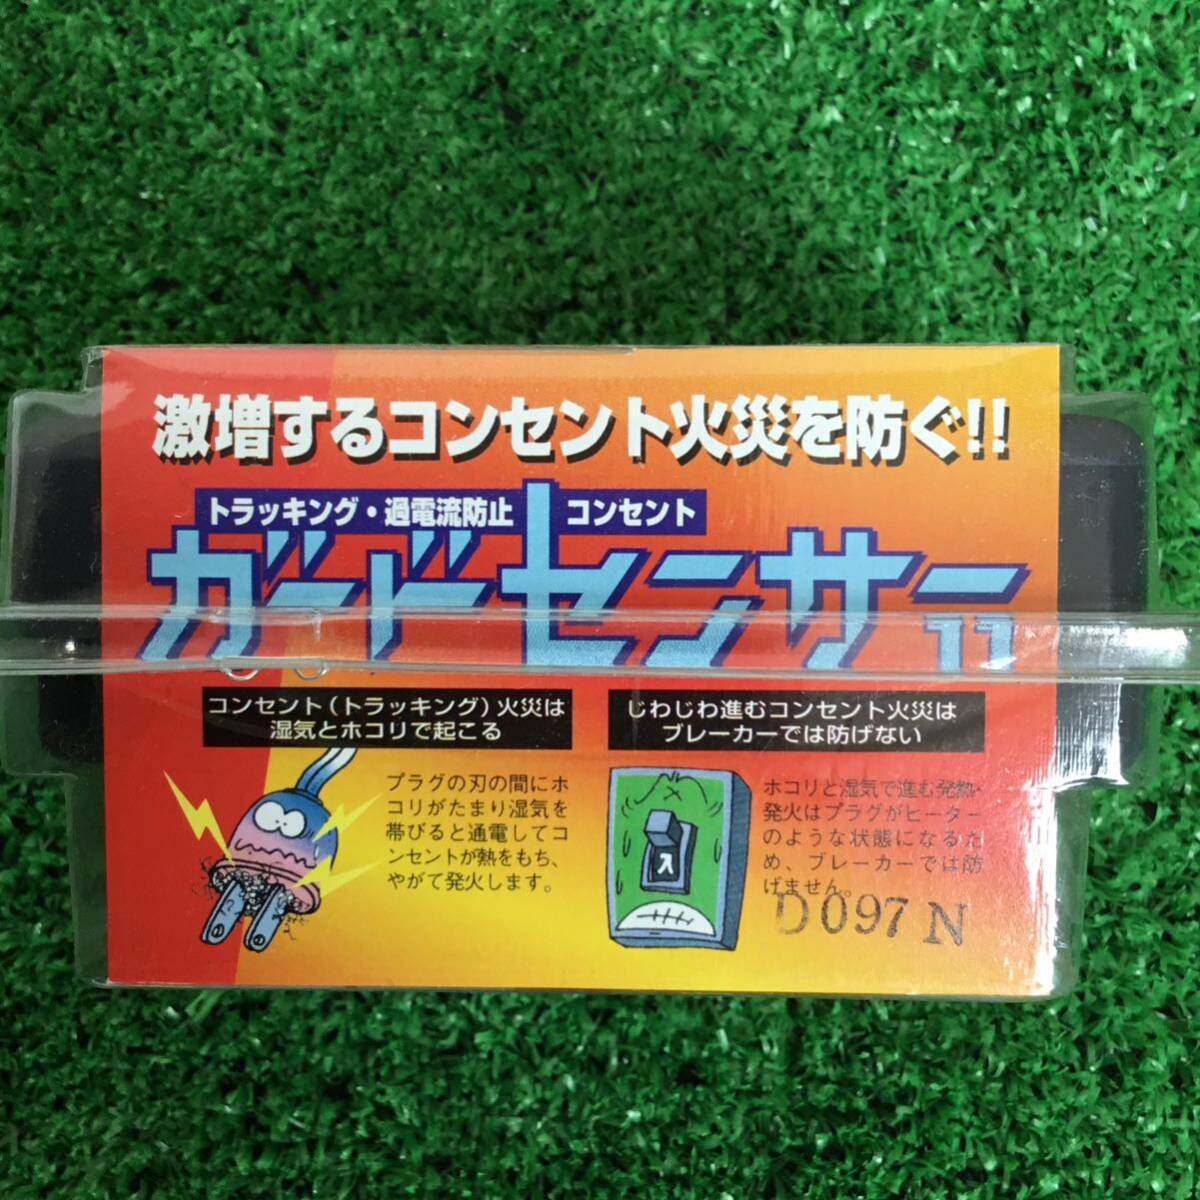 激増するコンセント火災を防ぐ!!
トラッキング・過電流防止 コンセント
ガードセンサー11
コンセント（トラッキング）火災は
湿気とホコリで起こる
プラグの刃の間にホ
コリがたまり湿気を
帯びると通電してコ
ンセントが熱をもち、
やがて発火します。
じわじわ進むコンセント火災は
ブレーカーでは防げない
入
ホコリと湿気で進む発熱・
発火はプラグがヒーター
のような状態になるた
め、ブレーカーでは防
げません。
D097N